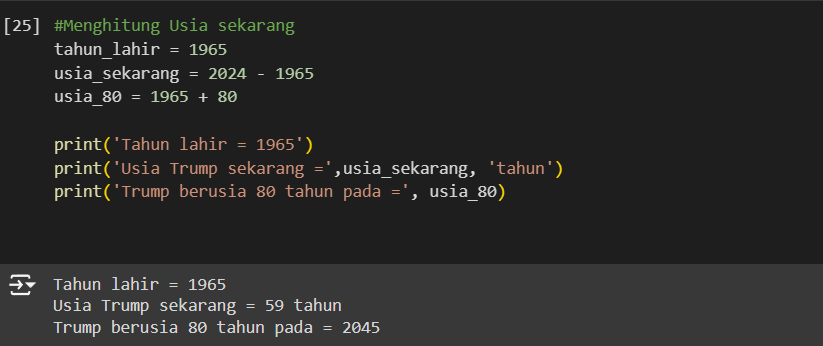 [25] #Menghitung Usia sekarang
tahun_lahir = 1965
usia_sekarang = 2024 - 1965
usia_80 = 1965 + 80
print('Tahun lahir = 1965')
print('Usia Trump sekarang =',usia_sekarang, 'tahun')
print('Trump berusia 80 tahun pada =', usia_80)
Tahun lahir = 1965
Usia Trump sekarang = 59 tahun
Trump berusia 80 tahun pada = 2045